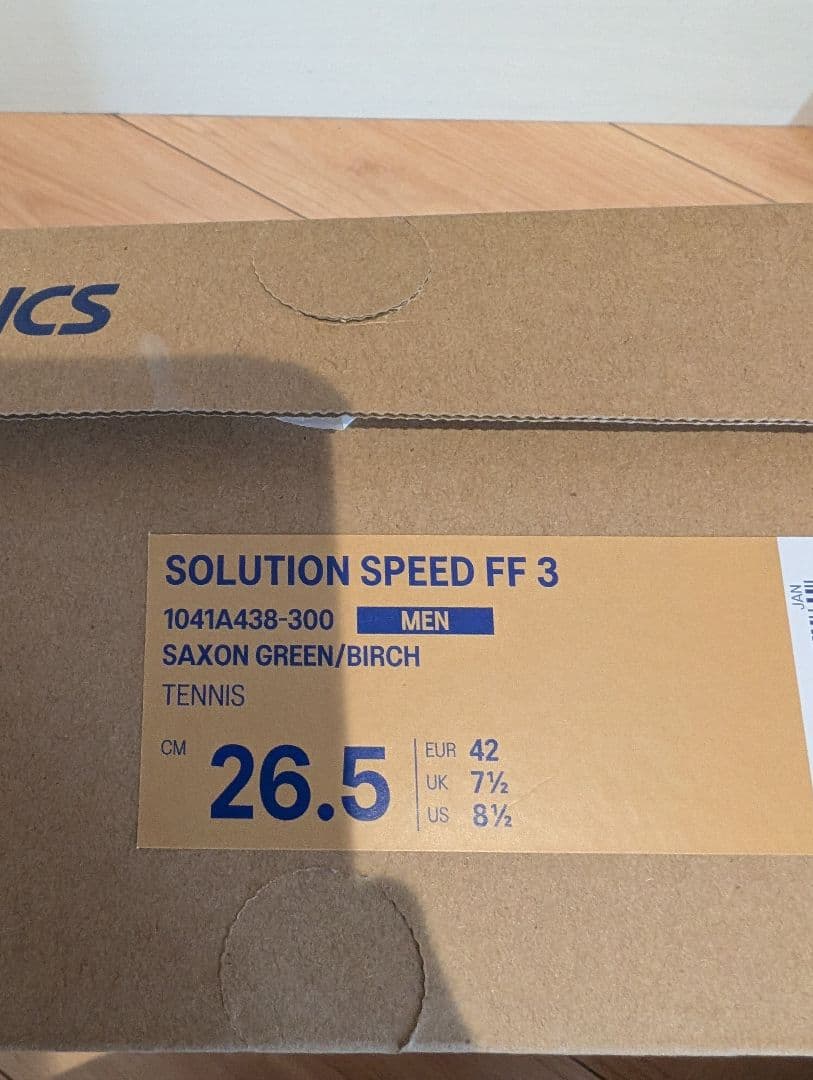 ICS
SOLUTION SPEED FF 3
1041A438-300 MEN
SAXON GREEN/BIRCH
TENNIS
CM 26.5
EUR 42
UK 7½
US 8½
JAN